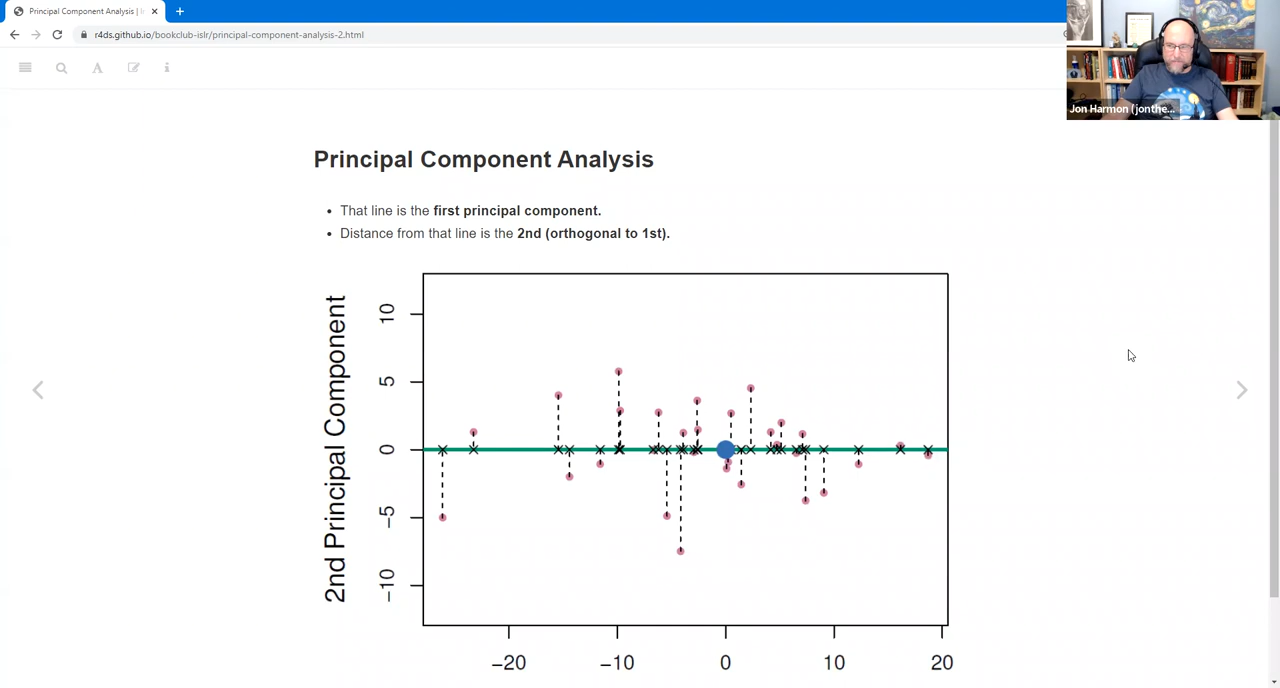 Principal Component Analysis |
r4ds.github.io/bookclub-islr/principal-component-analysis-2.html
Jon Harmon (jonthe...
Principal Component Analysis
• That line is the first principal component.
• Distance from that line is the 2nd (orthogonal to 1st).
2nd Principal Component
10
5
0
−5
−10
−20 −10 0 10 20